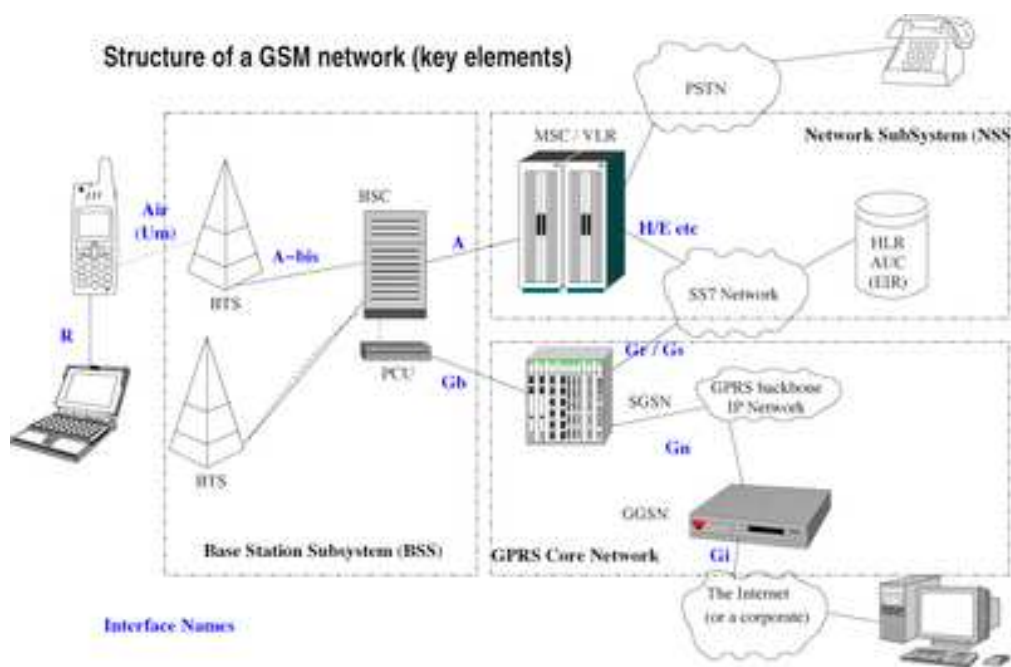 Structure of a GSM network (key elements)
PSTN
MSC / VLR
Network SubSystem (NSS
BSC
Air
(Um)
A-bis
A
H/E etc
HLR
AUC
(EIR)
BTS
SS7 Network
R
PCU
Gb
Gr / Gs
SGSN
GPRS backbone
IP Network
Gn
BTS
GGSN
Base Station Subsystem (BSS)
GPRS Core Network
Gi
The Internet
(or a corporate)
Interface Names